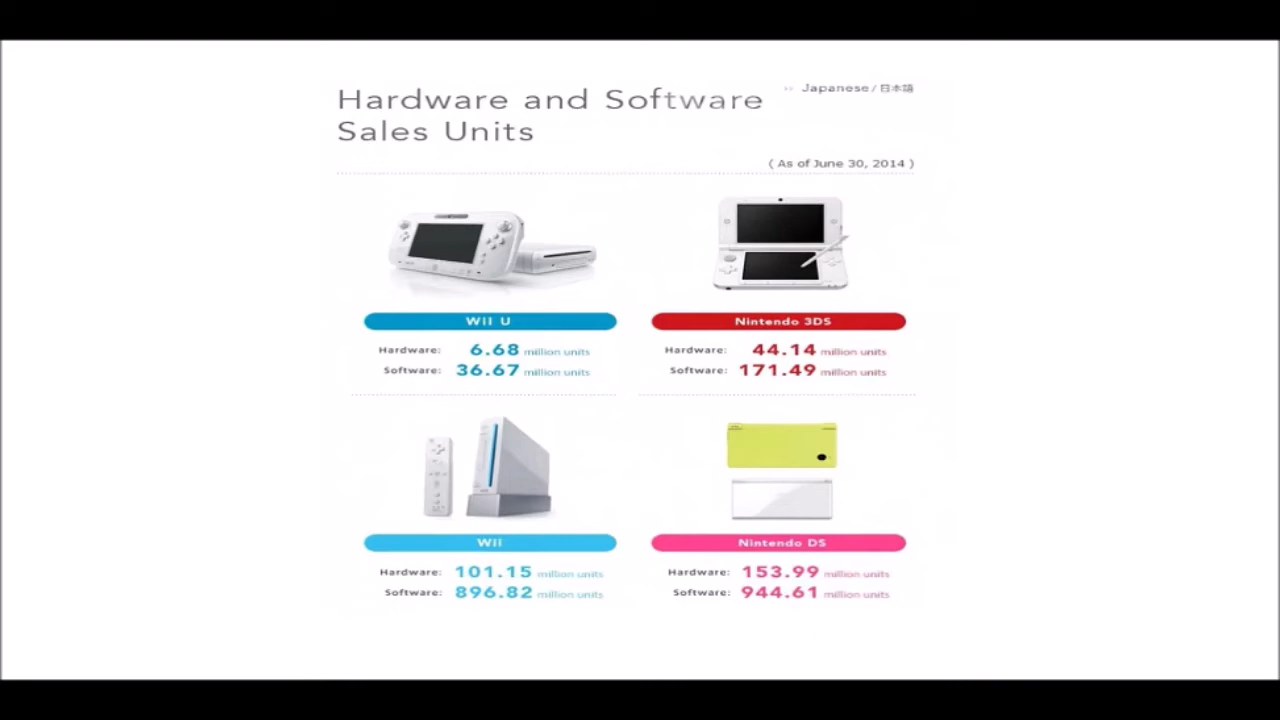 Hardware and Software
Sales Units
>> Japanese / 日本語
( As of June 30, 2014 )
Wii U
Hardware: 6.68 million units
Software: 36.67 million units
Nintendo 3DS
Hardware: 44.14 million units
Software: 171.49 million units
Wii
Hardware: 101.15 million units
Software: 896.82 million units
Nintendo DS
Hardware: 153.99 million units
Software: 944.61 million units